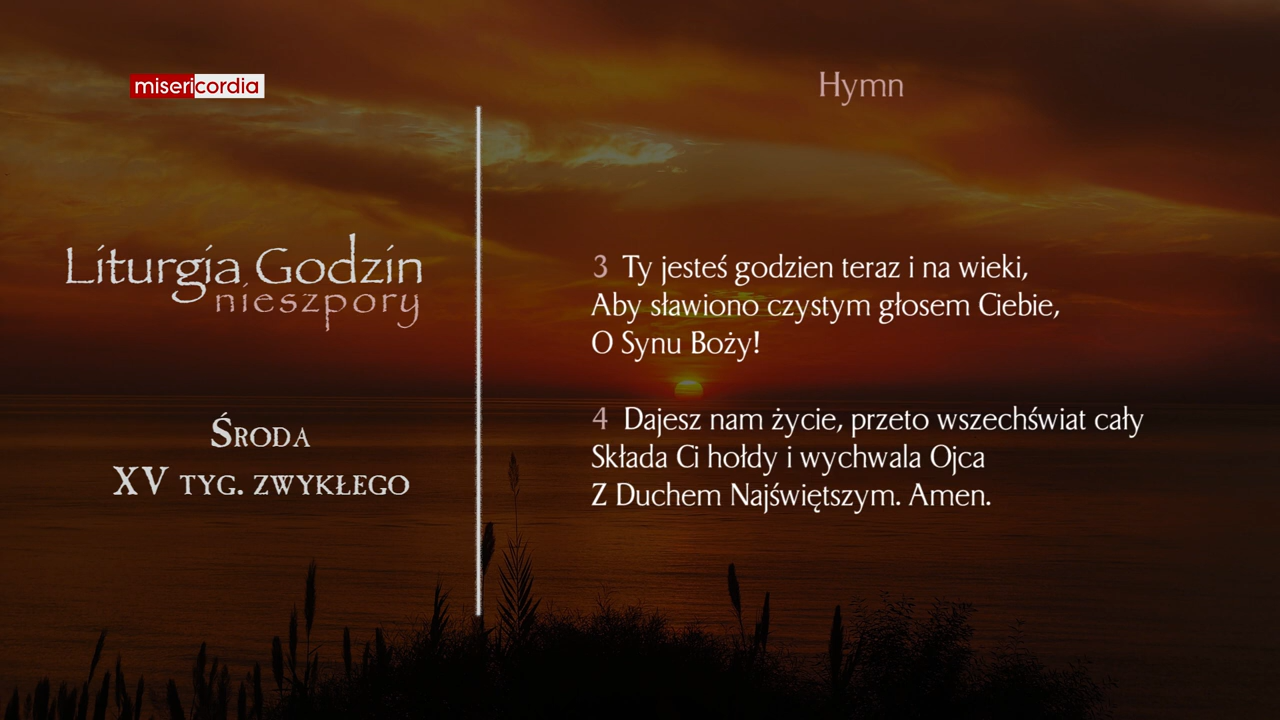 misericordia
Liturgia Godzin
nieszpory
Środa
XV tyg. zwykłego
Hymn
3 Ty jesteś godzien teraz i na wieki,
Aby sławiono czystym głosem Ciebie,
O Synu Boży!
4 Dajesz nam życie, przeto wszechświat cały
Składa Ci hołdy i wychwala Ojca
Z Duchem Najświętszym. Amen.